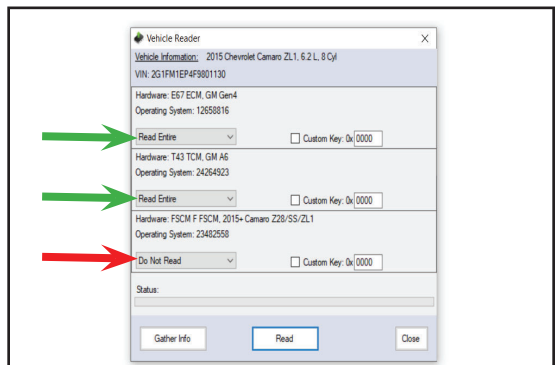 Vehicle Reader
Vehicle Information: 2015 Chevrolet Camaro ZL1, 6.2 L, 8 Cyl
VIN: 2G1FM1EP4F9801130
Hardware: E67 ECM, GM Gen4
Operating System: 12658816
Read Entire Custom Key: 0x 0000
Hardware: T43 TCM, GM A6
Operating System: 24264923
Read Entire Custom Key: 0x 0000
Hardware: FSCM F FSCM, 2015+ Camaro Z28/SS/ZL1
Operating System: 23482558
Do Not Read Custom Key: 0x 0000
Status:
Gather Info Read Close